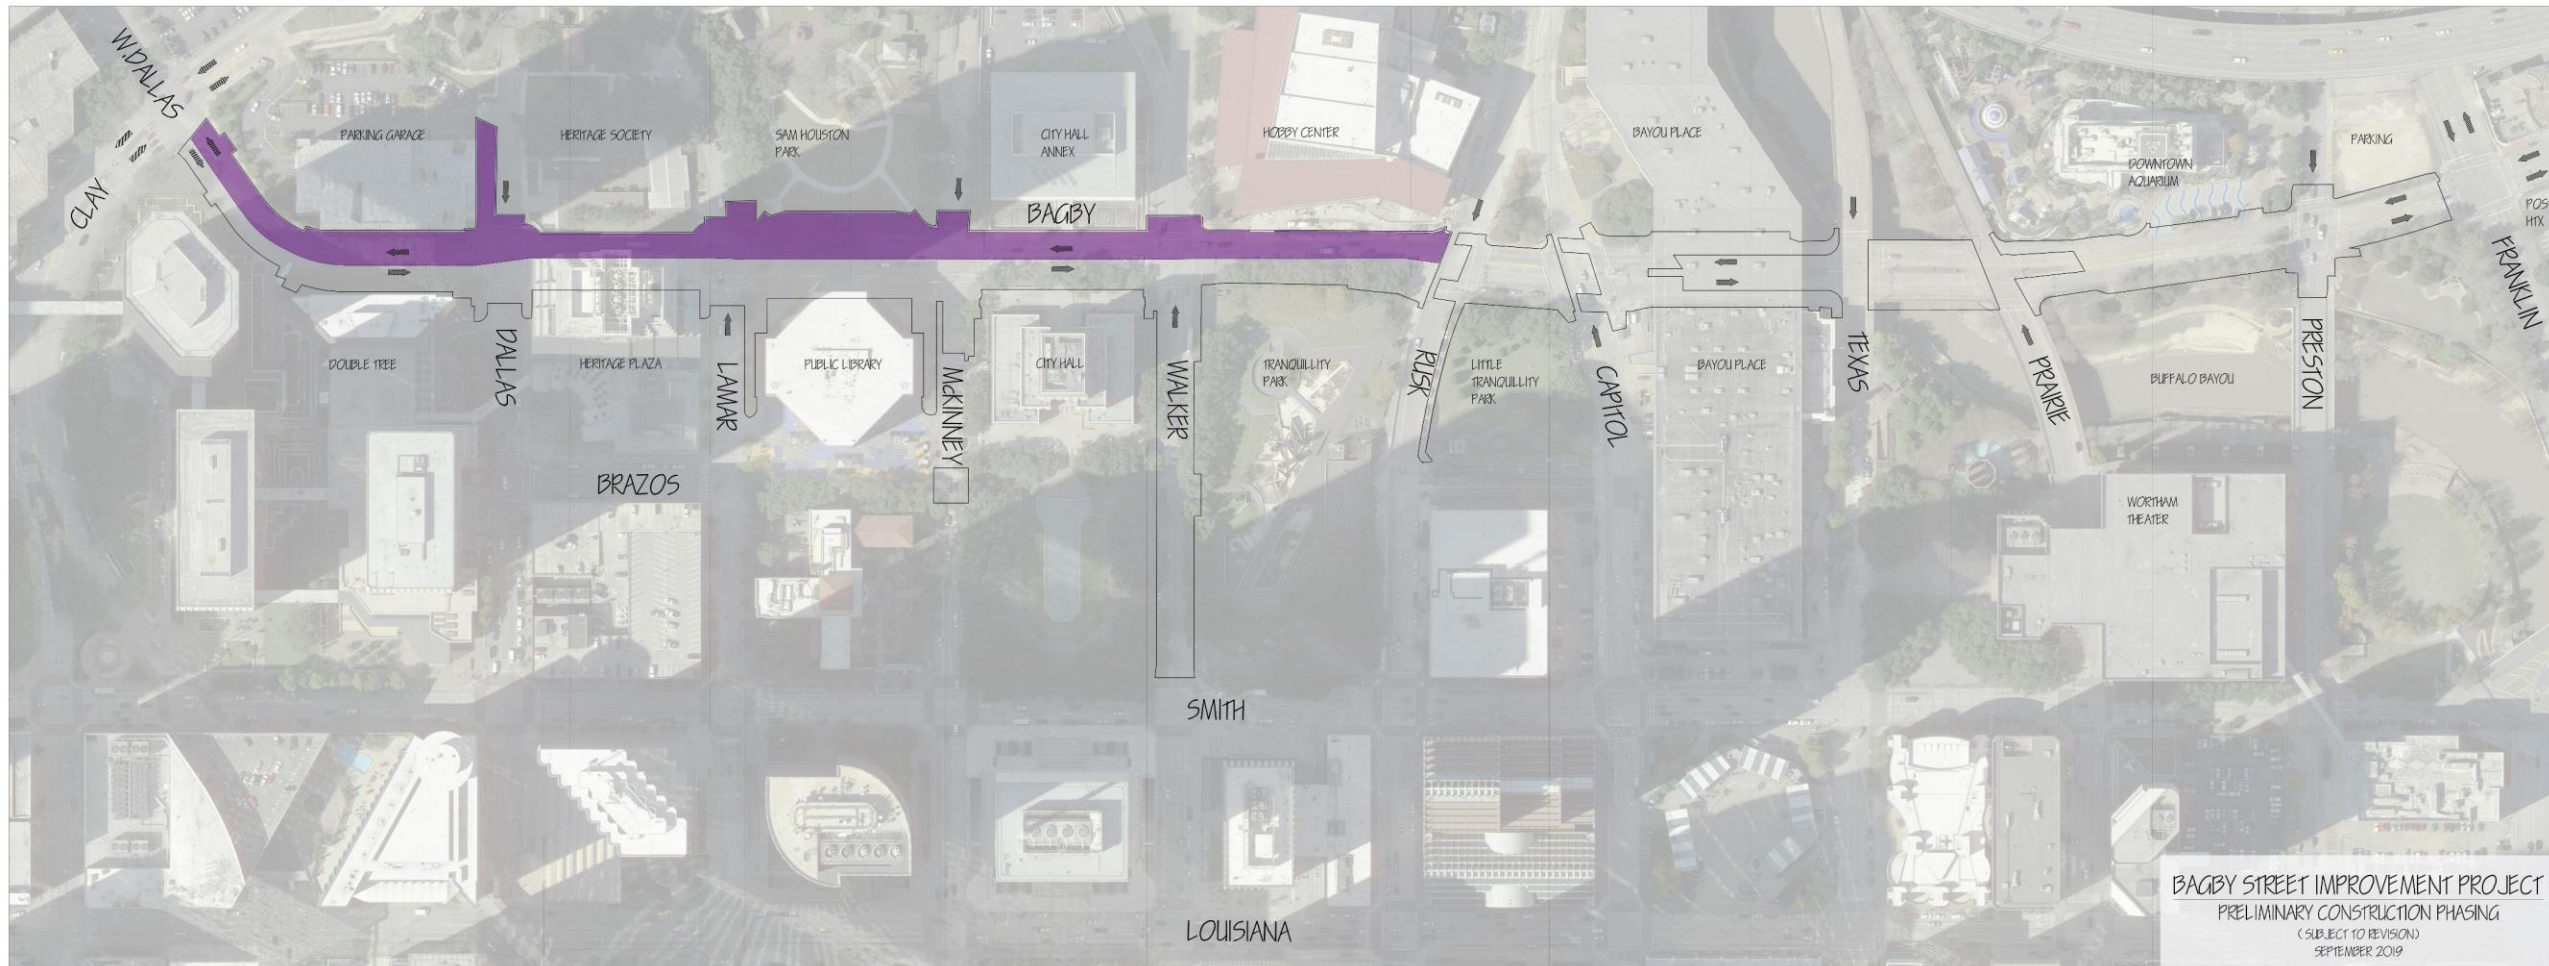 W.DALLAS
CLAY
PARKING GARAGE
HERITAGE SOCIETY
SAM HOUSTON
PARK
CITY HALL
ANNEX
BAGBY
HOBBY CENTER
BAYOU PLACE
DOWNTOWN
AQUARIUM
PARKING
POST
HTX
FRANKLIN
DOUBLE TREE
DALLAS
HERITAGE PLAZA
LAMAR
PUBLIC LIBRARY
McKINNEY
CITY HALL
WALKER
TRANQUILLITY
PARK
RUSK
LITTLE
TRANQUILLITY
PARK
CAPITOL
BAYOU PLACE
TEXAS
PRAIRIE
BUFFALO BAYOU
PRESTON
BRAZOS
WORTHAM
THEATER
SMITH
LOUISIANA
BAGBY STREET IMPROVEMENT PROJECT
PRELIMINARY CONSTRUCTION PHASING
(SUBJECT TO REVISION)
SEPTEMBER 2019